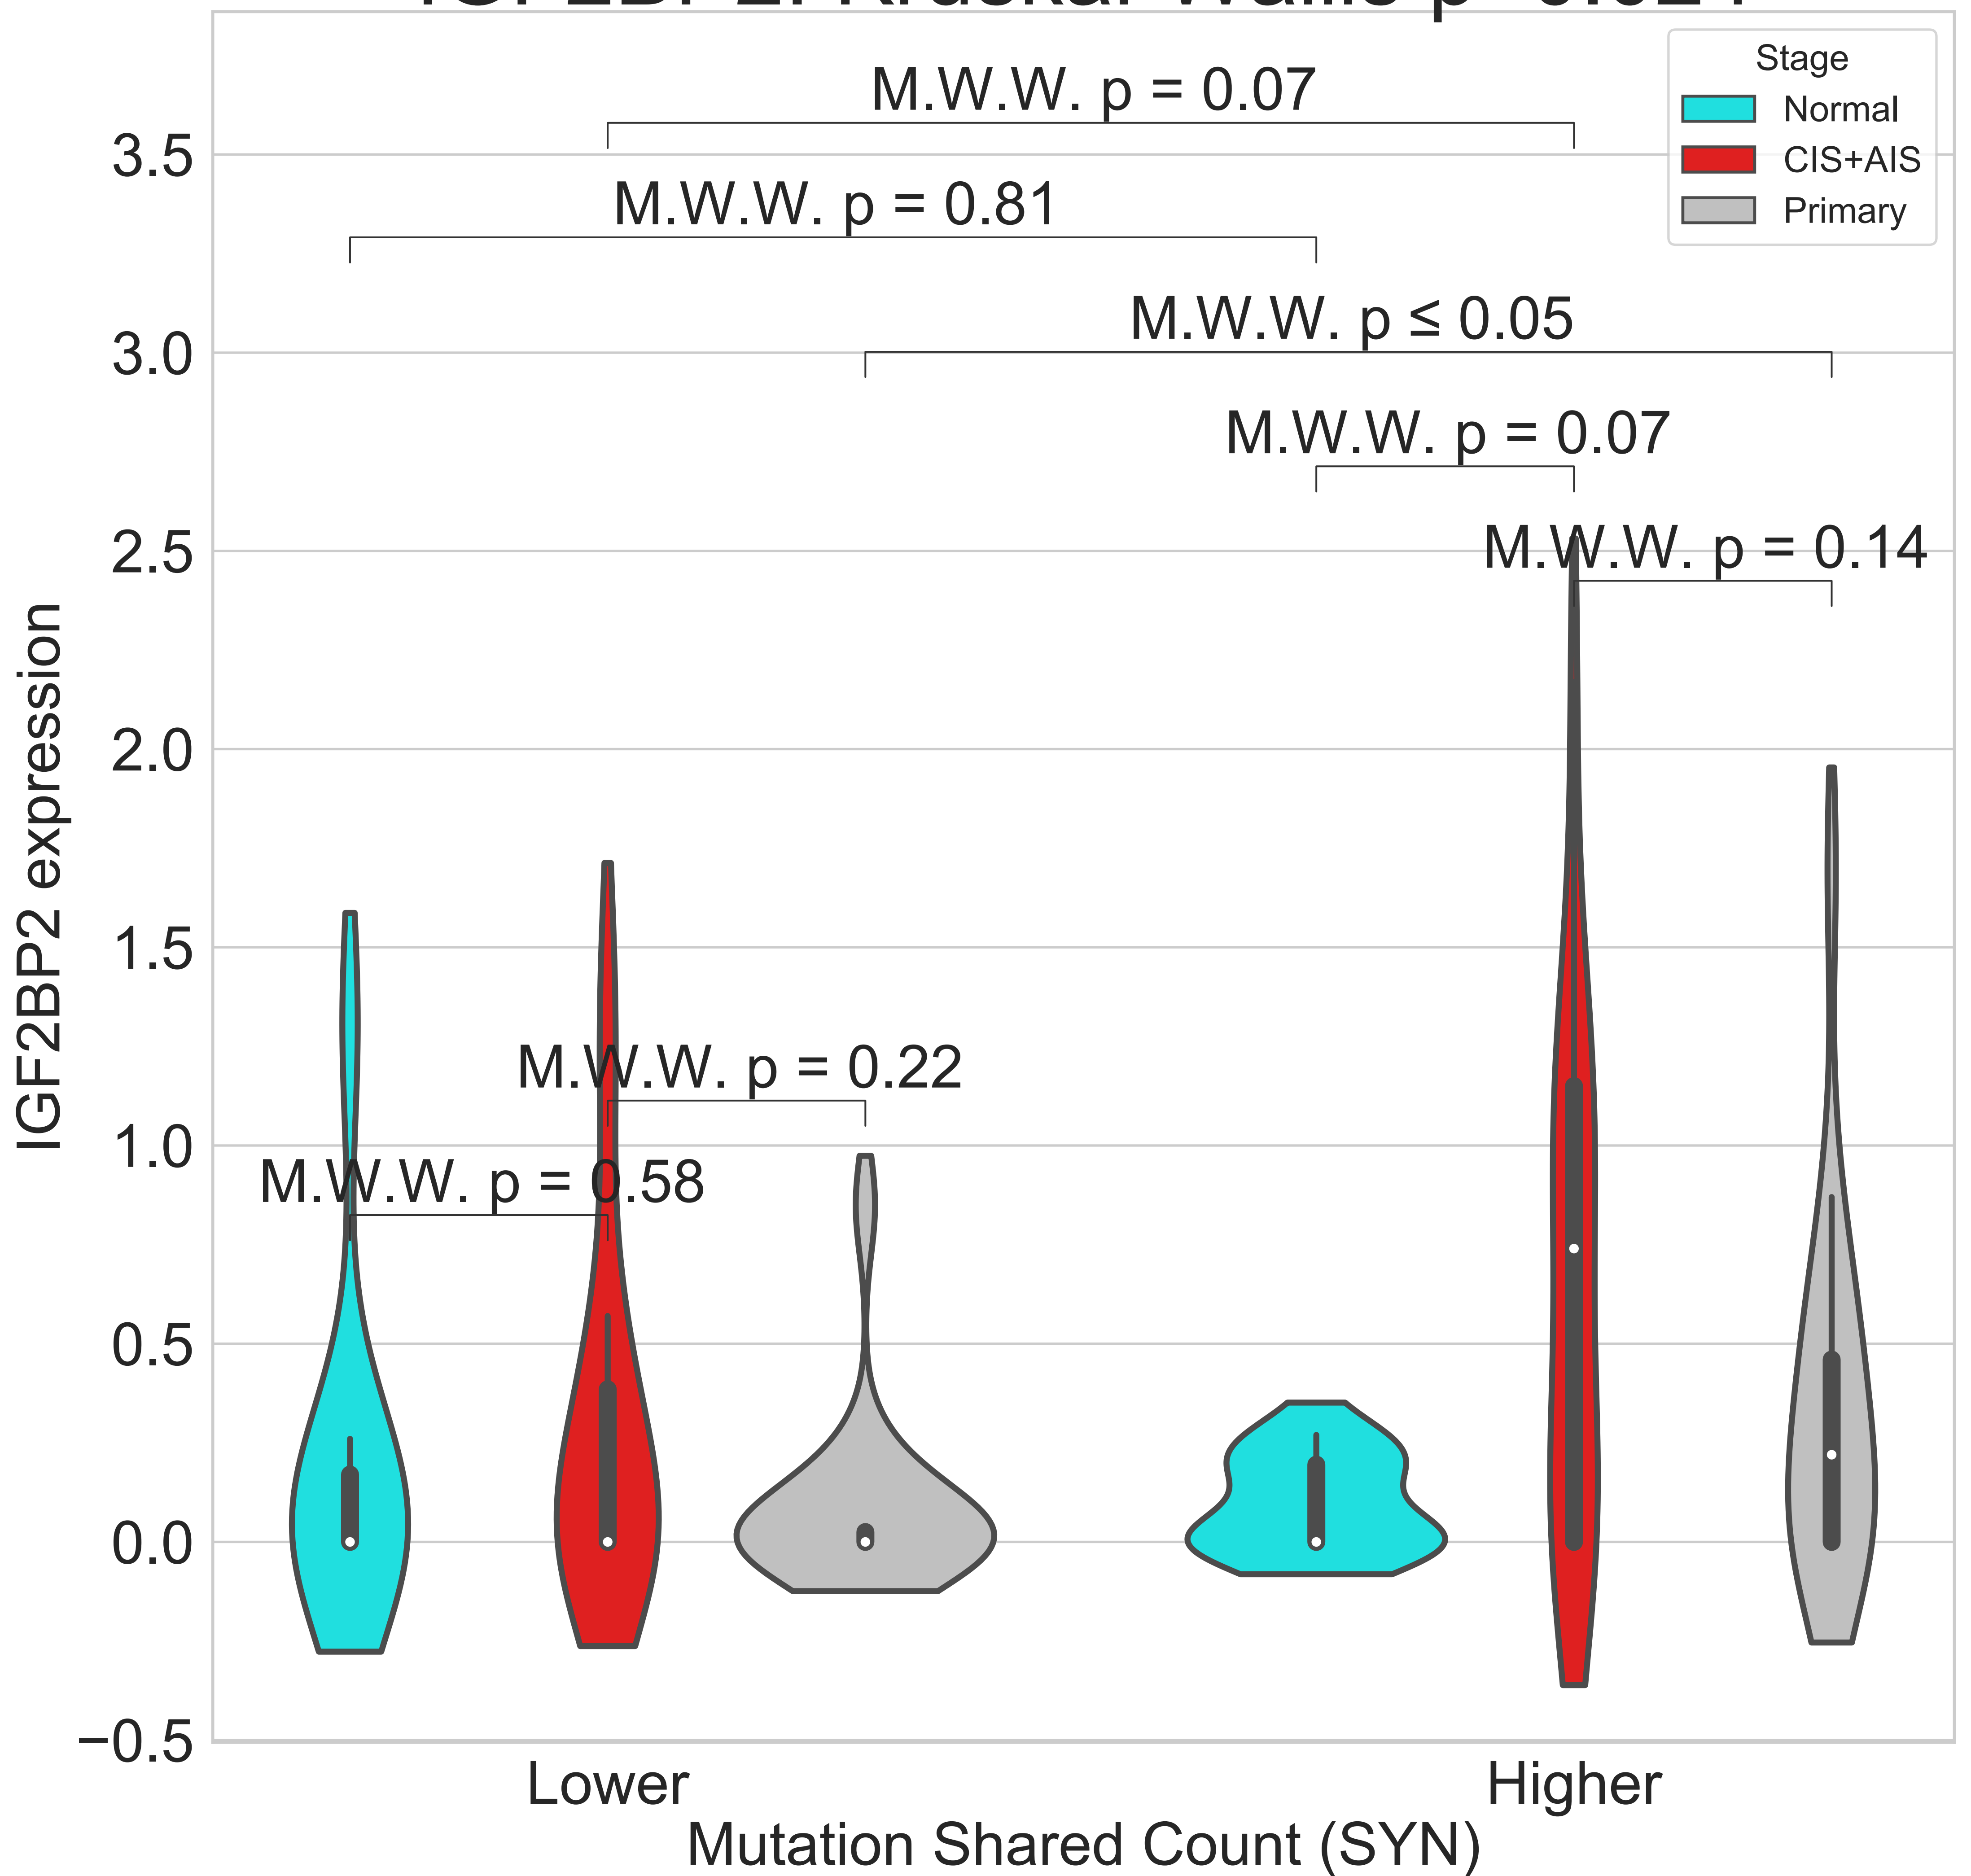 Stage
Normal
CIS+AIS
Primary
M.W.W. p = 0.07
M.W.W. p = 0.81
M.W.W. p ≤ 0.05
M.W.W. p = 0.07
M.W.W. p = 0.14
M.W.W. p = 0.22
M.W.W. p = 0.58
3.5
3.0
2.5
2.0
1.5
1.0
0.5
0.0
−0.5
IGF2BP2 expression
Lower
Higher
Mutation Shared Count (SYN)